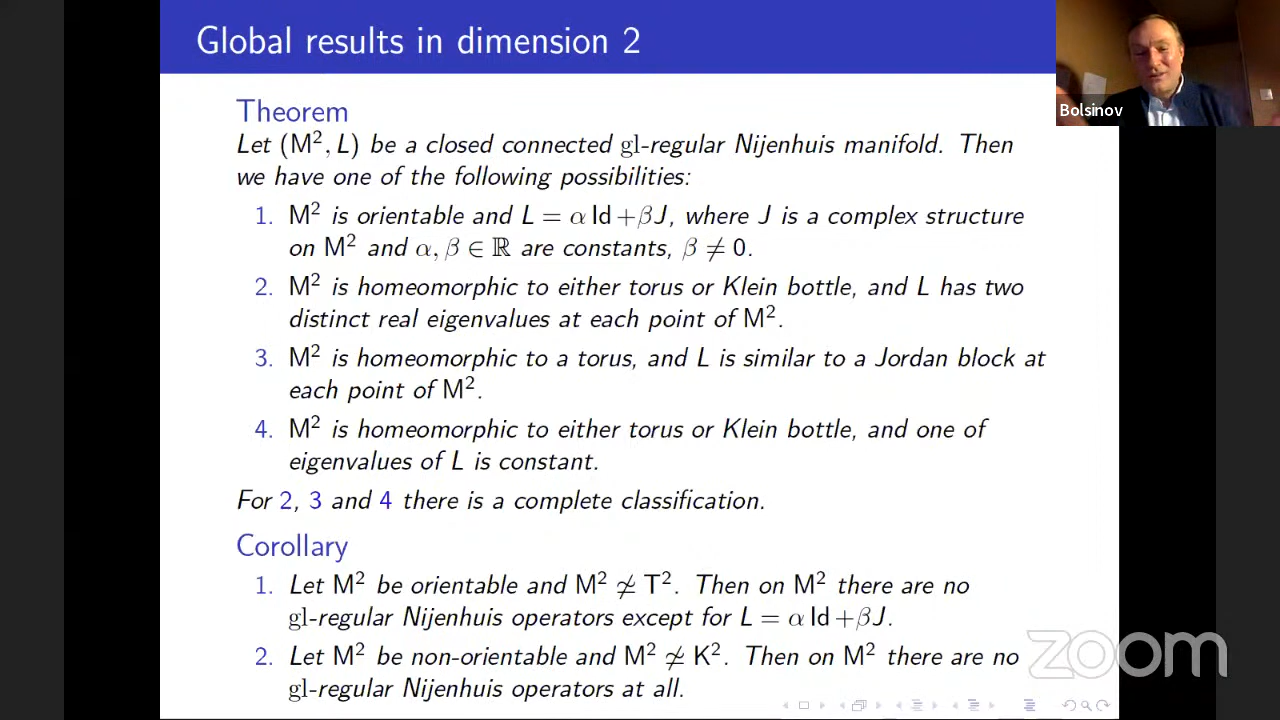 Global results in dimension 2
Bolsinov
Theorem
Let (M², L) be a closed connected gl-regular Nijenhuis manifold. Then
we have one of the following possibilities:
1. M² is orientable and L = α Id +βJ, where J is a complex structure
on M² and α, β ∈ ℝ are constants, β ≠ 0.
2. M² is homeomorphic to either torus or Klein bottle, and L has two
distinct real eigenvalues at each point of M².
3. M² is homeomorphic to a torus, and L is similar to a Jordan block at
each point of M².
4. M² is homeomorphic to either torus or Klein bottle, and one of
eigenvalues of L is constant.
For 2, 3 and 4 there is a complete classification.
Corollary
1. Let M² be orientable and M² ≄ T². Then on M² there are no
gl-regular Nijenhuis operators except for L = α Id +βJ.
2. Let M² be non-orientable and M² ≄ K². Then on M² there are no
gl-regular Nijenhuis operators at all.
zoom